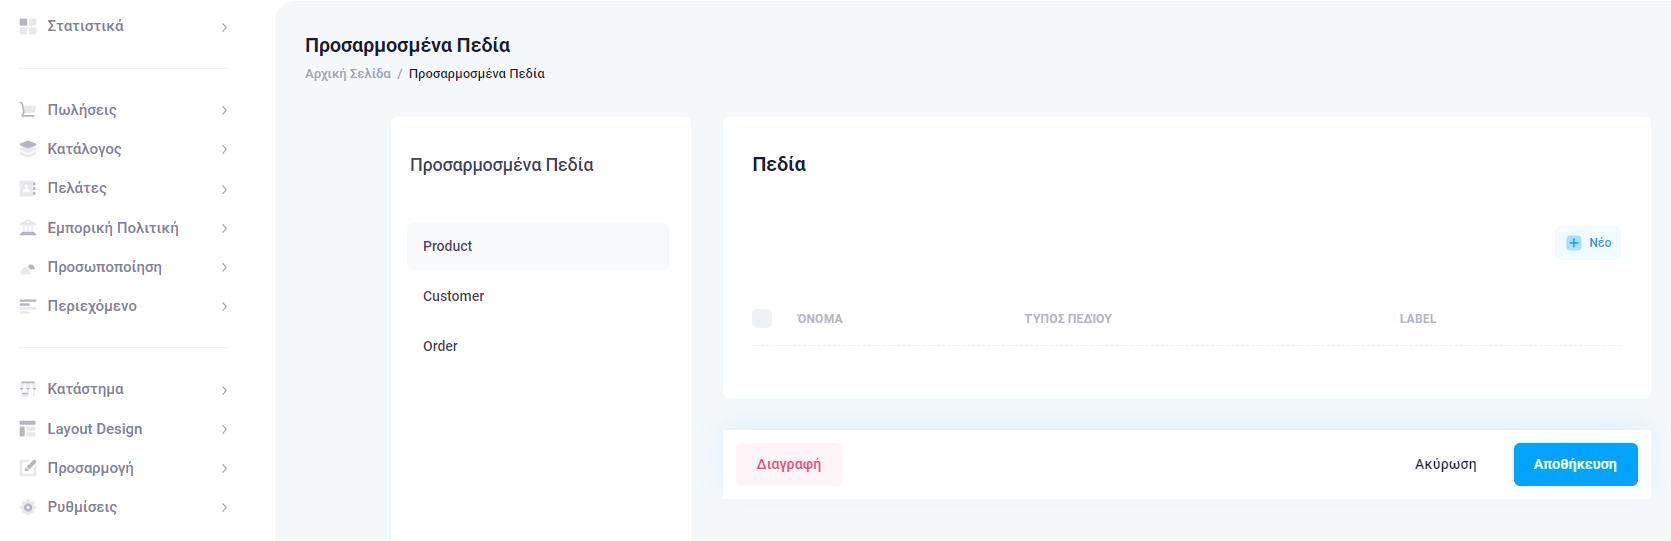 Στατιστικά
Πωλήσεις
Κατάλογος
Πελάτες
Εμπορική Πολιτική
Προσωποποίηση
Περιεχόμενο
Κατάστημα
Layout Design
Προσαρμογή
Ρυθμίσεις
Προσαρμοσμένα Πεδία
Αρχική Σελίδα / Προσαρμοσμένα Πεδία
Προσαρμοσμένα Πεδία
Product
Customer
Order
Πεδία
Νέο
ΌΝΟΜΑ ΤΥΠΟΣ ΠΕΔΊΟΥ LABEL
Διαγραφή Ακύρωση Αποθήκευση